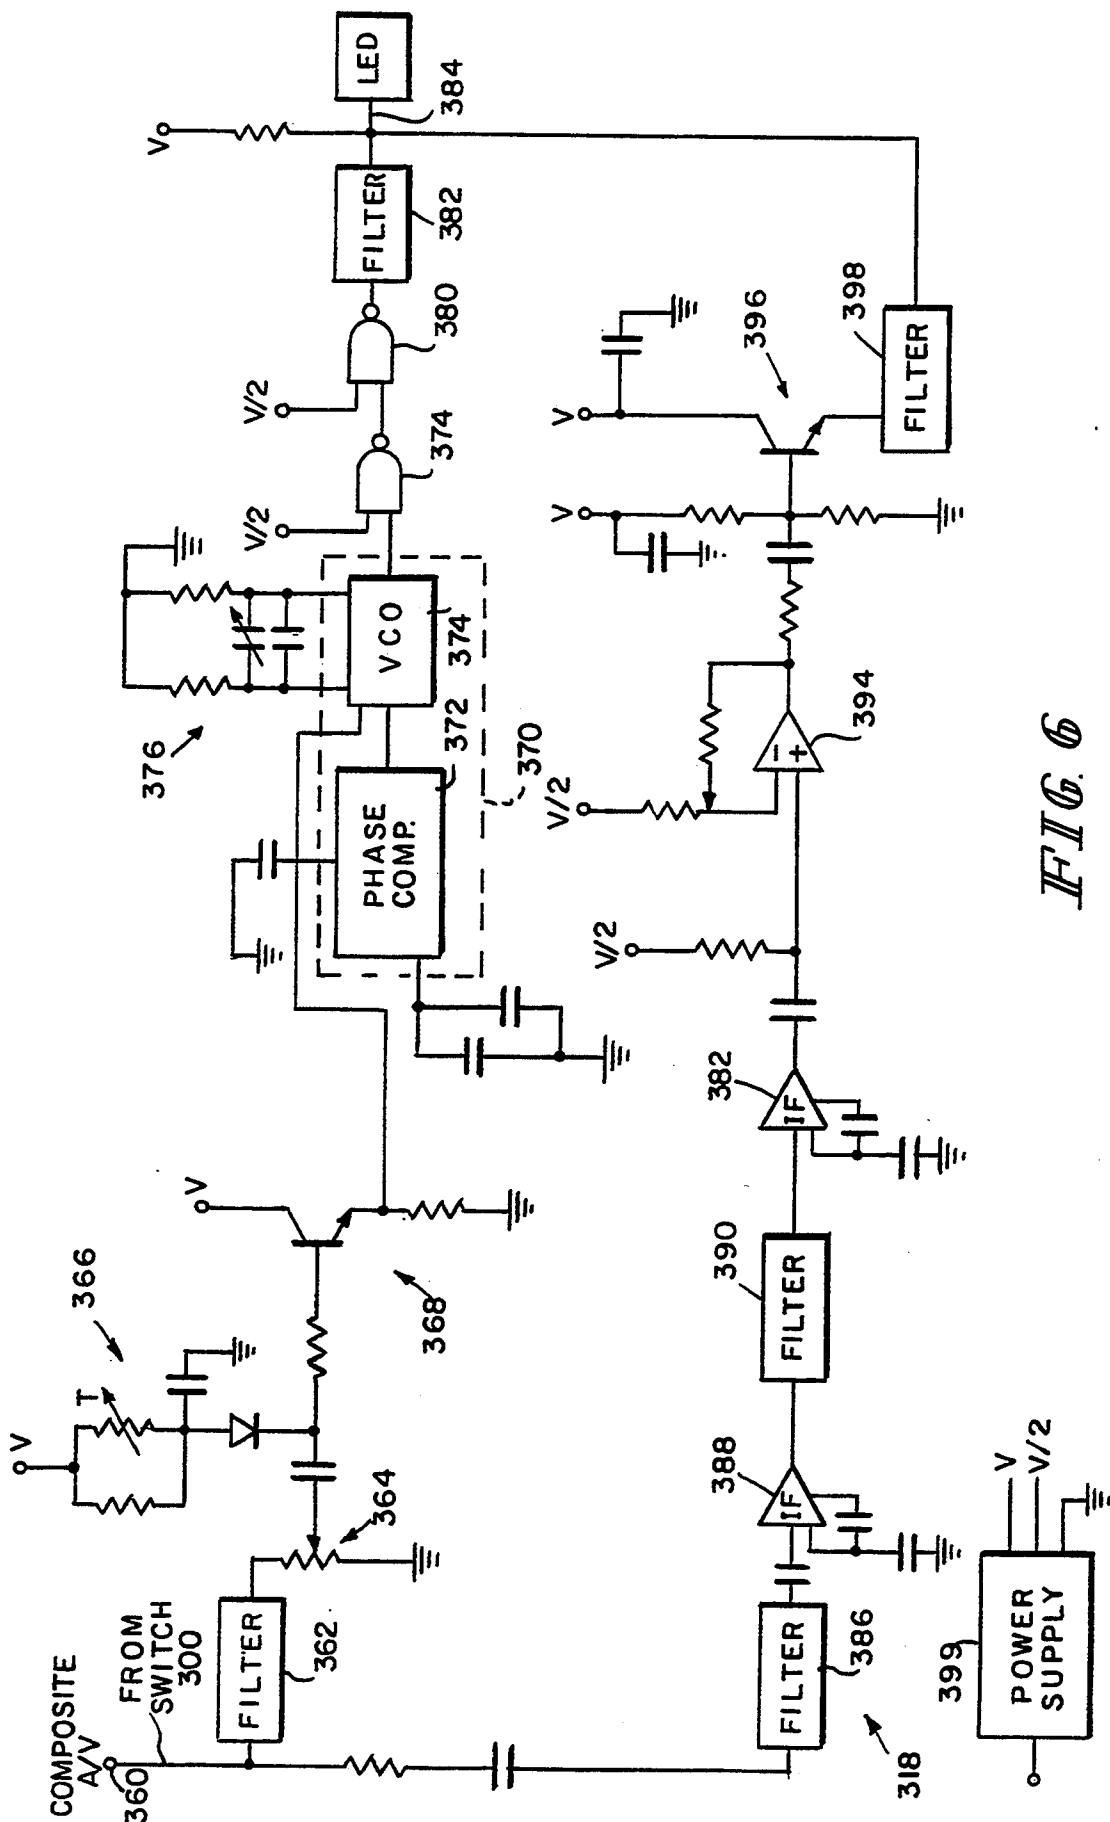 COMPOSITE
A/V
360
FROM
SWITCH
300
FILTER
362
364
V
T
366
V
368
PHASE
COMP.
372
370
VCO
374
376
V/2
374
V/2
380
FILTER
382
V
384
LED
318
FILTER
386
IF
388
FILTER
390
IF
382
V/2
V/2
-
+
394
V
V
396
FILTER
398
399
POWER
SUPPLY
V
V/2
FIG. 6